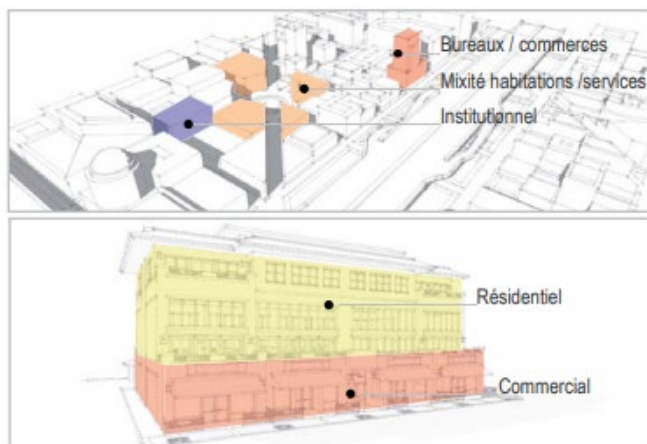 Bureaux / commerces
Mixité habitations /services
Institutionnel
Résidentiel
Commercial